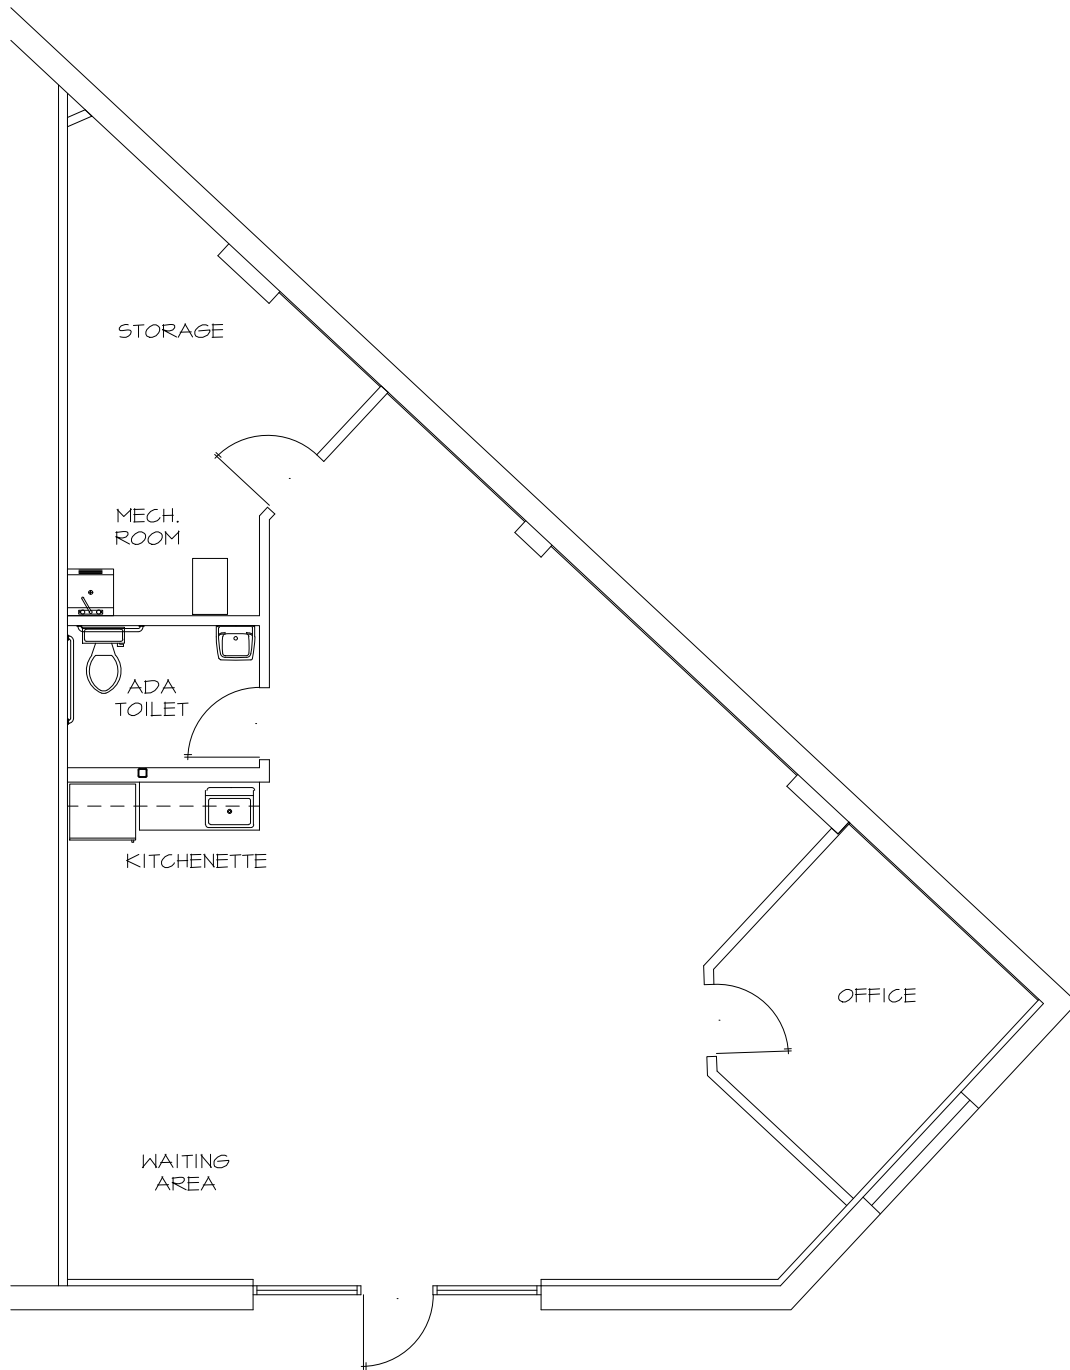 STORAGE
MECH.
ROOM
ADA
TOILET
KITCHENETTE
OFFICE
WAITING
AREA